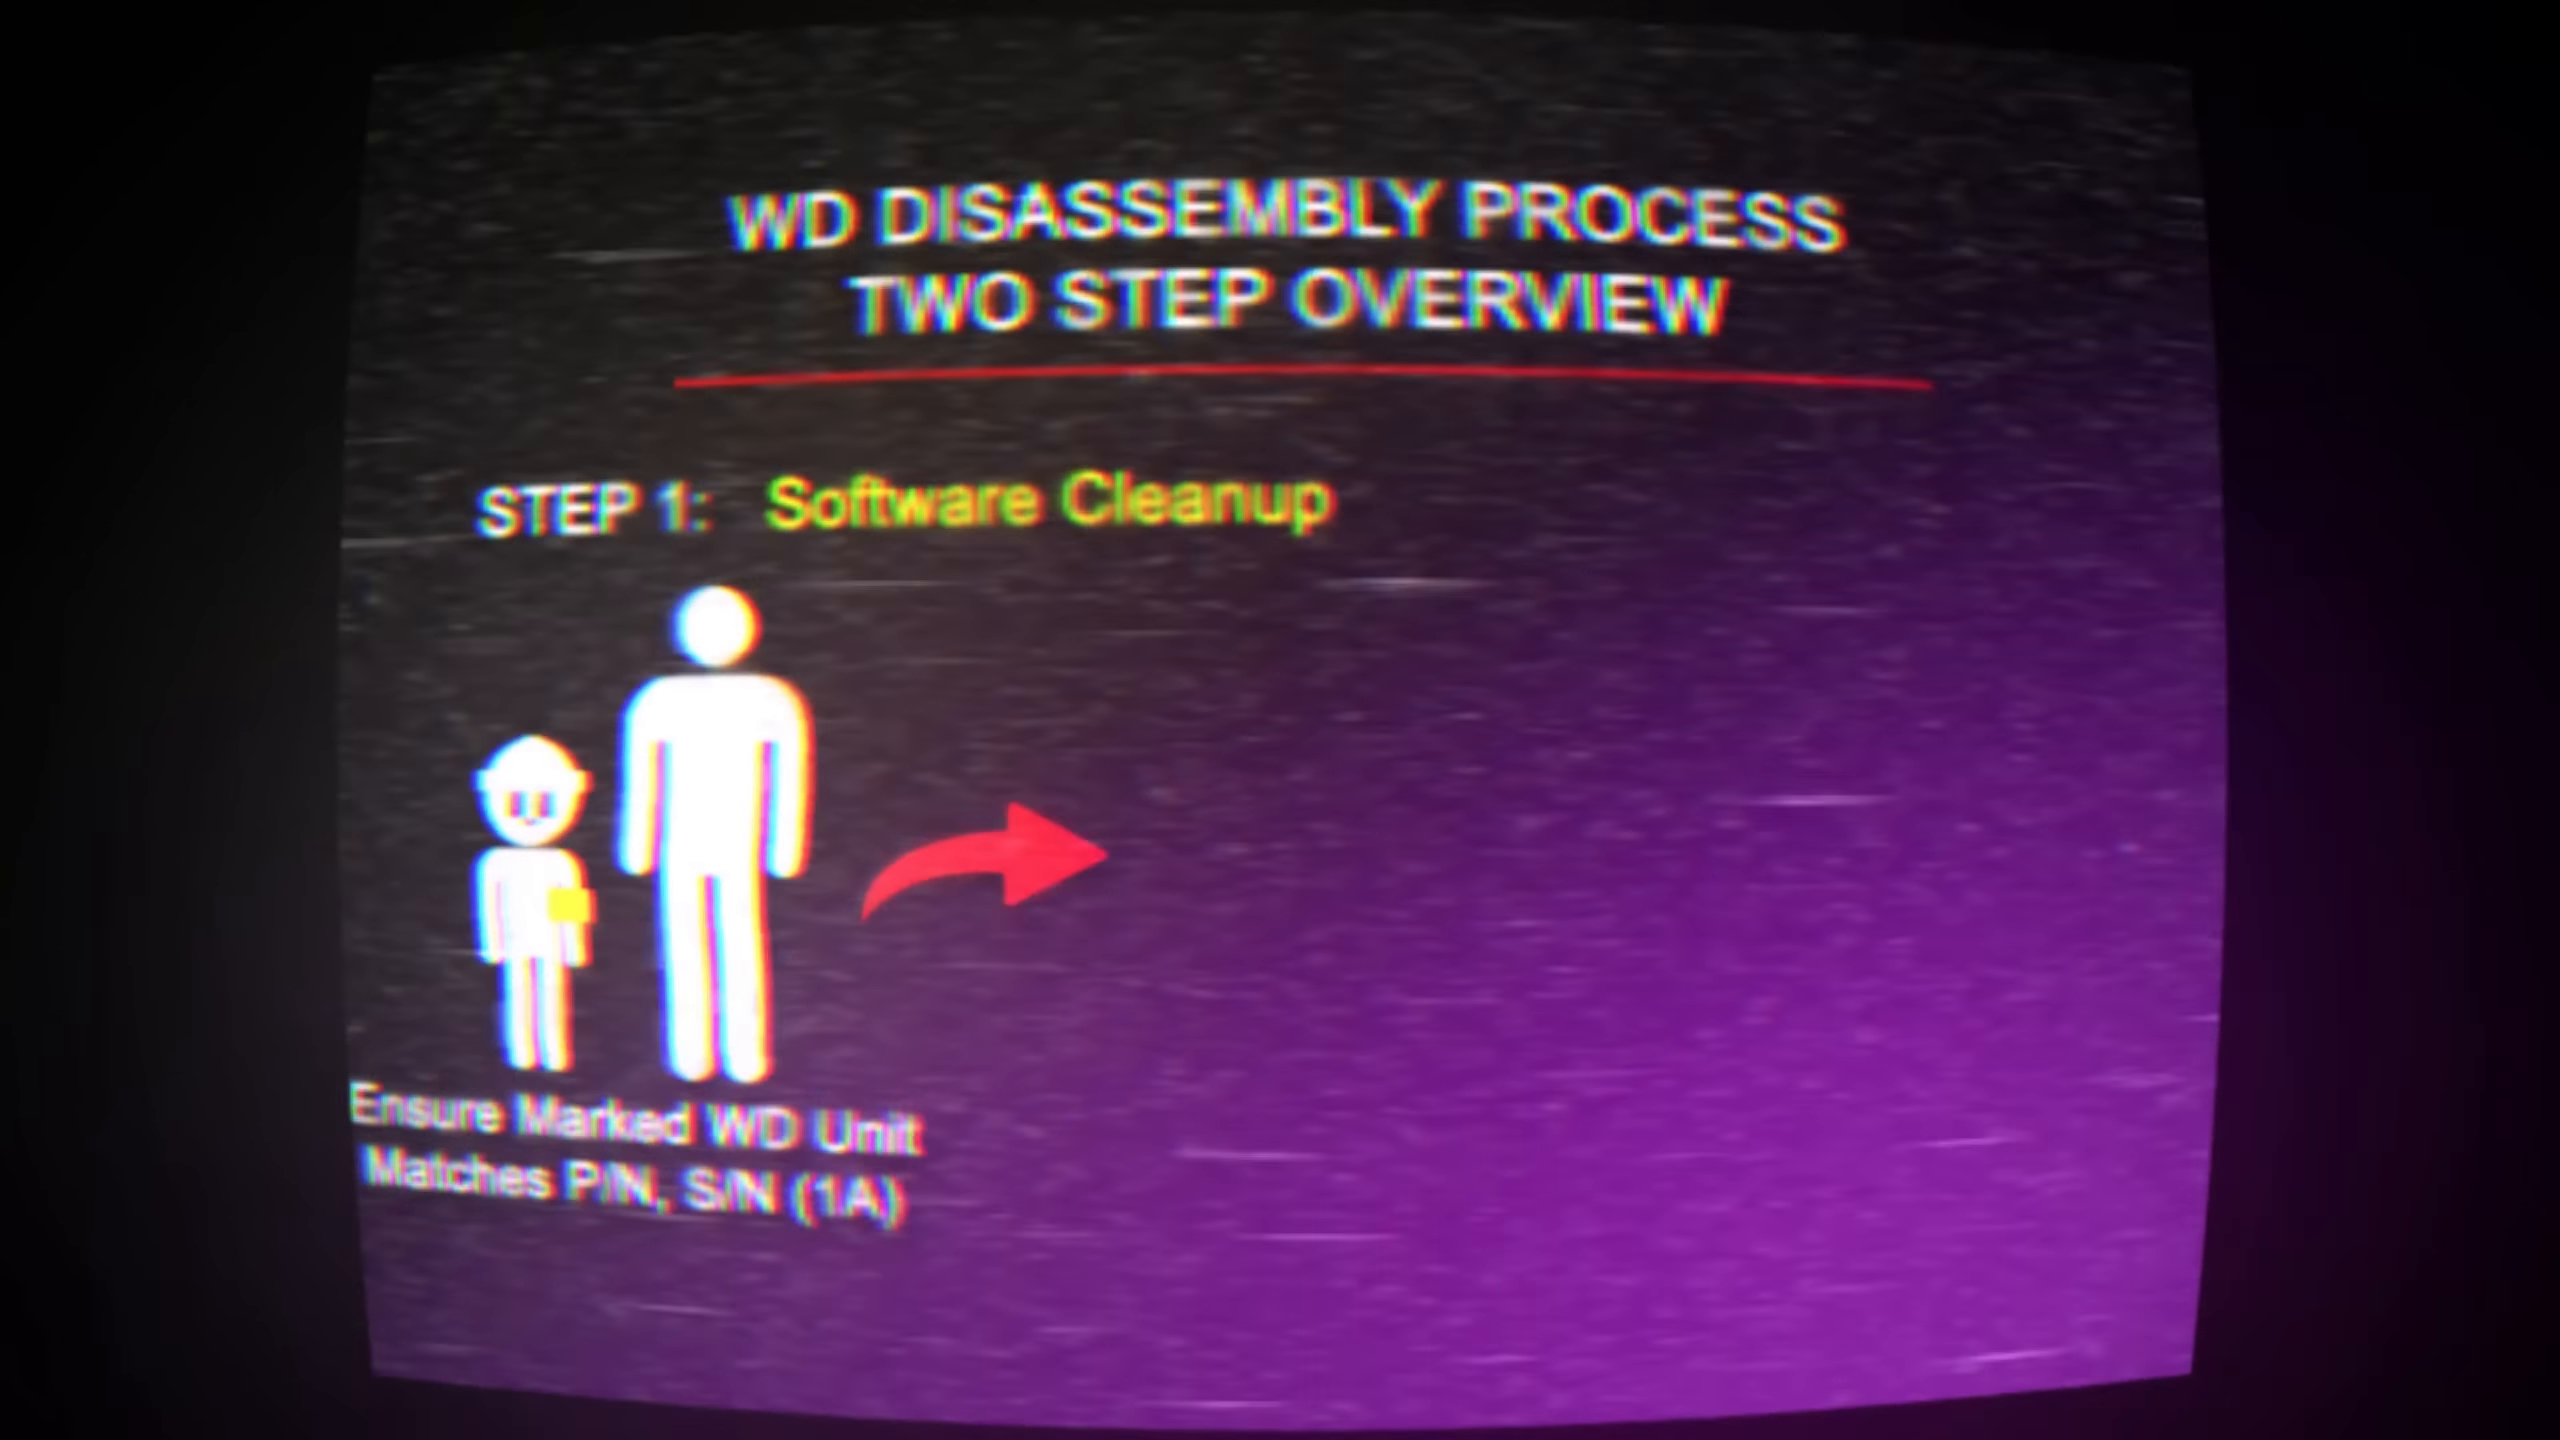 WD DISASSEMBLY PROCESS
TWO STEP OVERVIEW
STEP 1: Software Cleanup
Ensure Marked WD Unit
Matches P/N, S/N (1A)